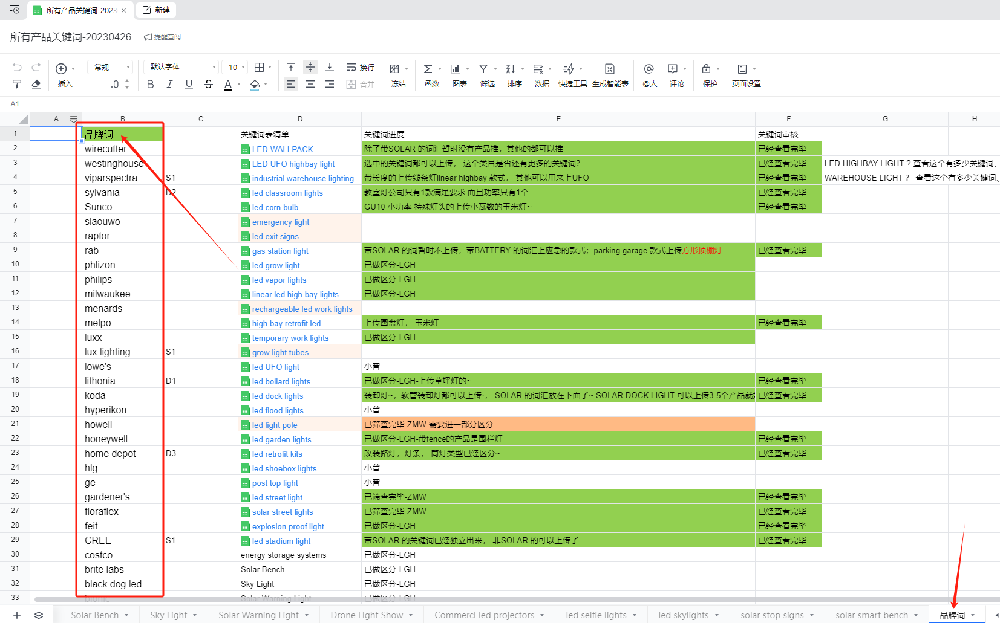 所有产品关键词-2023 × 新建
所有产品关键词-20230426 提醒查阅
常规 默认字体 10 换行
插入 .0 B I U S A 合并 冻结 函数 图表 筛选 排序 数据 快捷工具 生成智能表 @人 评论 保护 页面设置
A1
A B C D E F G H
1 品牌词 关键词表清单 关键词进度 关键词审核
2 wirecutter LED WALLPACK 除了带SOLAR 的词汇暂时没有产品推，其他的都可以推 已经查看完毕
3 westinghouse LED UFO highbay light 选中的关键词都可以上传， 这个类目是否还有更多的关键词? 已经查看完毕 LED HIGHBAY LIGHT ? 查看这个有多少关键词、
4 viparspectra S1 industrial warehouse lighting 带长度的上传线条灯linear highbay 款式， 其他可以用来上UFO 已经查看完毕 WAREHOUSE LIGHT ? 查看这个有多少关键词、
5 sylvania D2 led classroom lights 教室灯公司只有1款满足要求 而且功率只有1个 已经查看完毕
6 Sunco led corn bulb GU10 小功率 特殊灯头的上传小瓦数的玉米灯~ 已经查看完毕
7 slaouwo emergency light
8 raptor led exit signs
9 rab gas station light 带SOLAR 的词暂时不上传，带BATTERY 的词汇上应急的款式；parking garage 款式上传方形顶棚灯 已经查看完毕
10 phlizon led grow light 已做区分-LGH
11 philips led vapor lights 已做区分-LGH
12 milwaukee linear led high bay lights 已做区分-LGH
13 menards rechargeable led work lights
14 melpo high bay retrofit led 上传圆盘灯， 玉米灯 已经查看完毕
15 luxx temporary work lights 已做区分-LGH
16 lux lighting S1 grow light tubes
17 lowe's led UFO light 小曾
18 lithonia D1 led bollard lights 已做区分-LGH-上传草坪灯的~ 已经查看完毕
19 koda led dock lights 装卸灯~，软管装卸灯都可以上传·， SOLAR 的词汇放在下面了~ SOLAR DOCK LIGHT 可以上传3-5个产品就 已经查看完毕
20 hyperikon led flood lights 小曾
21 howell led light pole 已筛查完毕-ZMW-需要进一部分区分
22 honeywell led garden lights 已做区分-LGH-带fence的产品是围栏灯 已经查看完毕
23 home depot D3 led retrofit kits 改装路灯，灯条， 筒灯类型已经区分~ 已经查看完毕
24 hlg led shoebox lights 小曾
25 ge post top light 小曾
26 gardener's led street light 已筛查完毕-ZMW 已经查看完毕
27 floraflex solar street lights 已筛查完毕-ZMW 已经查看完毕
28 feit explosion proof light 已做区分-LGH 已经查看完毕
29 CREE S1 led stadium light 带SOLAR 的关键词已经独立出来， 非SOLAR 的可以上传了 已经查看完毕
30 costco energy storage systems 已做区分-LGH
31 brite labs Solar Bench 已做区分-LGH
32 black dog led Sky Light 已做区分-LGH
33 bionic Solar Warning Light 已做区分-LGH
Solar Bench Sky Light Solar Warning Light Drone Light Show Commerci led projectors led selfie lights led skylights solar stop signs solar smart bench 品牌词